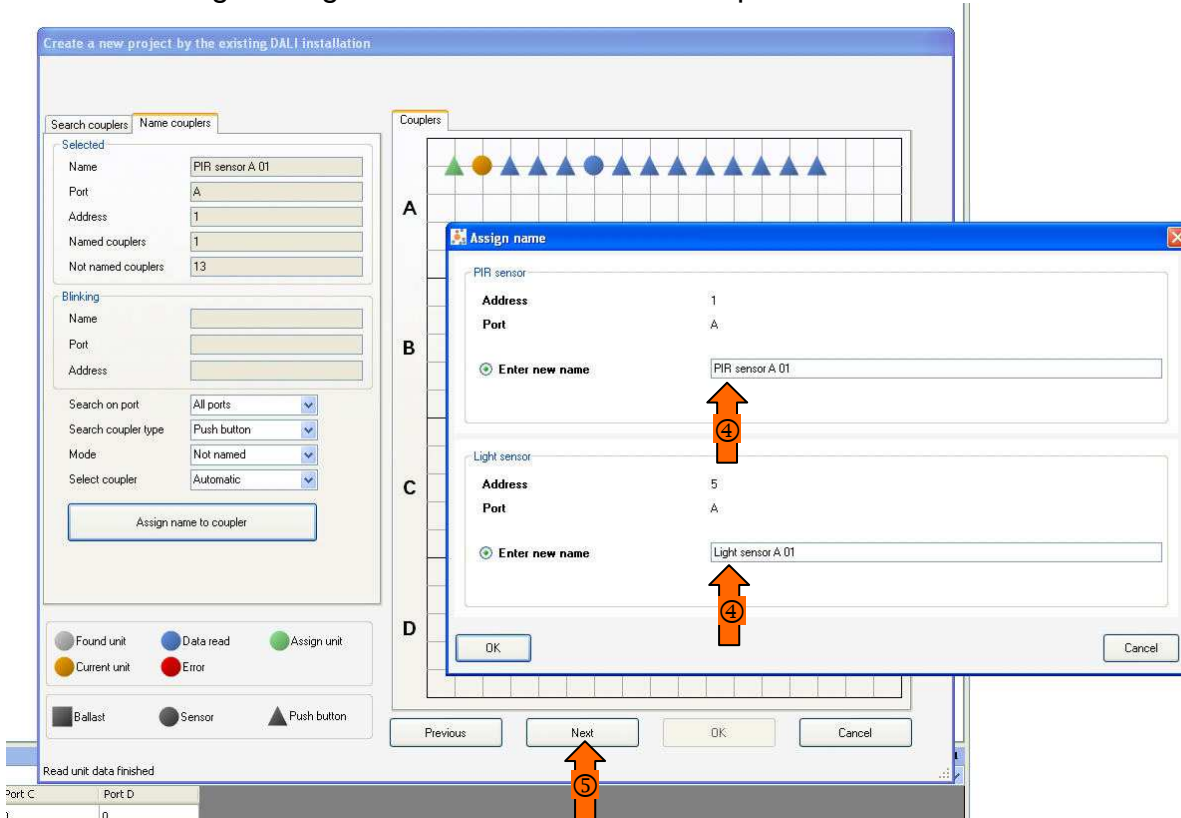 Create a new project by the existing DALI installation
Search couplers
Name couplers
Selected
Name
PIR sensor A 01
Port
A
Address
1
Named couplers
1
Not named couplers
13
Blinking
Name
Port
Address
Search on port
All ports
Search coupler type
Push button
Mode
Not named
Select coupler
Automatic
Assign name to coupler
Found unit
Data read
Assign unit
Current unit
Error
Ballast
Sensor
Push button
Read unit data finished
Port C
Port D
0
Couplers
A
B
C
D
Assign name
PIR sensor
Address
1
Port
A
Enter new name
PIR sensor A 01
④
Light sensor
Address
5
Port
A
Enter new name
Light sensor A 01
④
OK
Cancel
Previous
Next
OK
Cancel
⑤